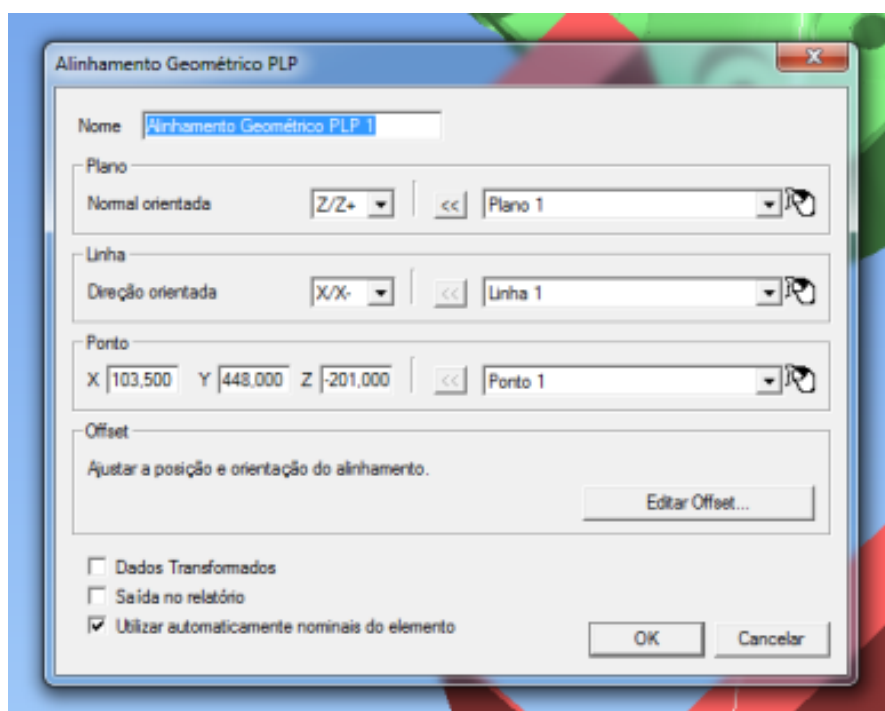 Alinhamento Geométrico PLP
Nome Alinhamento Geométrico PLP 1
Plano
Normal orientada Z/Z+ << Plano 1
Linha
Direção orientada X/X- << Linha 1
Ponto
X 103,500 Y 448,000 Z -201,000 << Ponto 1
Offset
Ajustar a posição e orientação do alinhamento.
Editar Offset...
Dados Transformados
Saída no relatório
Utilizar automaticamente nominais do elemento
OK Cancelar